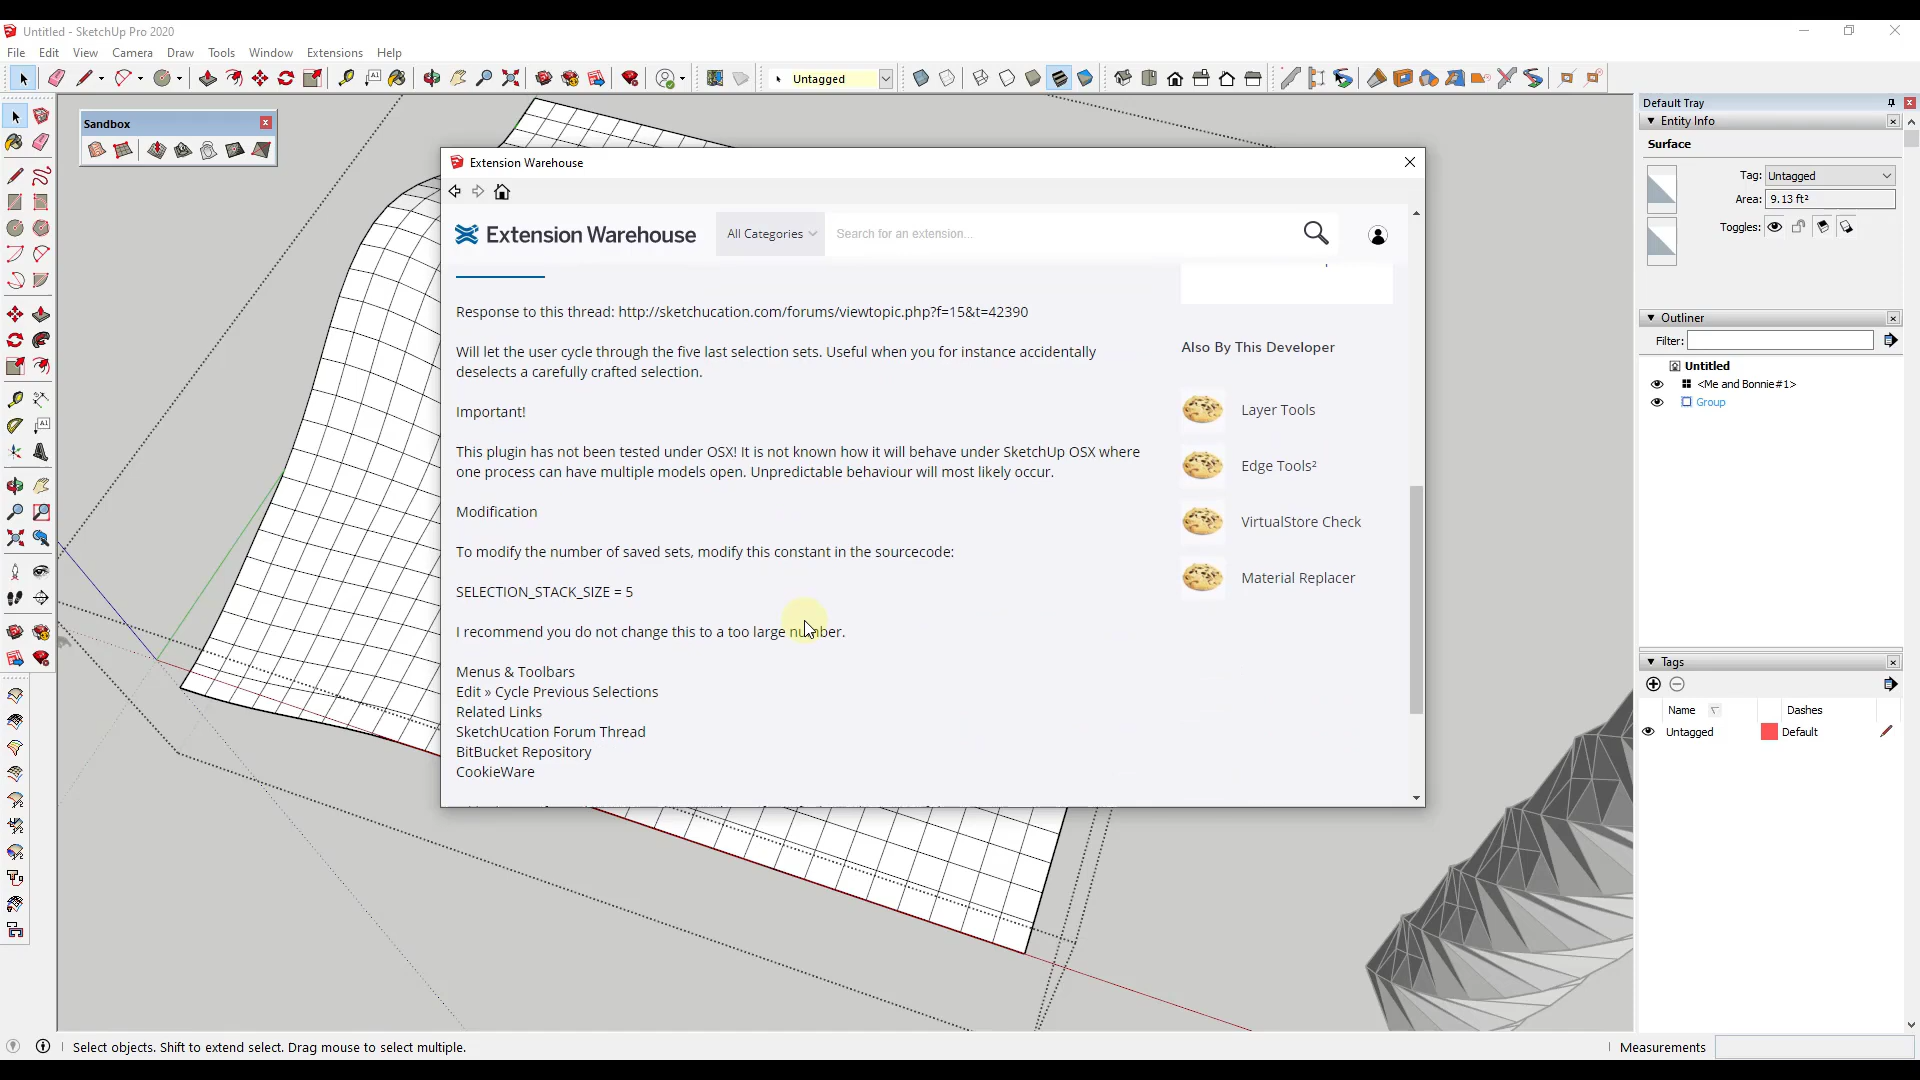 Untitled - SketchUp Pro 2020
File Edit View Camera Draw Tools Window Extensions Help
Untagged
Sandbox
Extension Warehouse
Extension Warehouse
All Categories
Search for an extension...
Response to this thread: http://sketchucation.com/forums/viewtopic.php?f=15&t=42390
Will let the user cycle through the five last selection sets. Useful when you for instance accidentally
deselects a carefully crafted selection.
Important!
This plugin has not been tested under OSX! It is not known how it will behave under SketchUp OSX where
one process can have multiple models open. Unpredictable behaviour will most likely occur.
Modification
To modify the number of saved sets, modify this constant in the sourcecode:
SELECTION_STACK_SIZE = 5
I recommend you do not change this to a too large number.
Menus & Toolbars
Edit » Cycle Previous Selections
Related Links
SketchUcation Forum Thread
BitBucket Repository
CookieWare
Also By This Developer
Layer Tools
Edge Tools²
VirtualStore Check
Material Replacer
Default Tray
Entity Info
Surface
Tag: Untagged
Area: 9.13 ft²
Toggles:
Outliner
Filter:
Untitled
<Me and Bonnie#1>
Group
Tags
Name Dashes
Untagged Default
Select objects. Shift to extend select. Drag mouse to select multiple.
Measurements